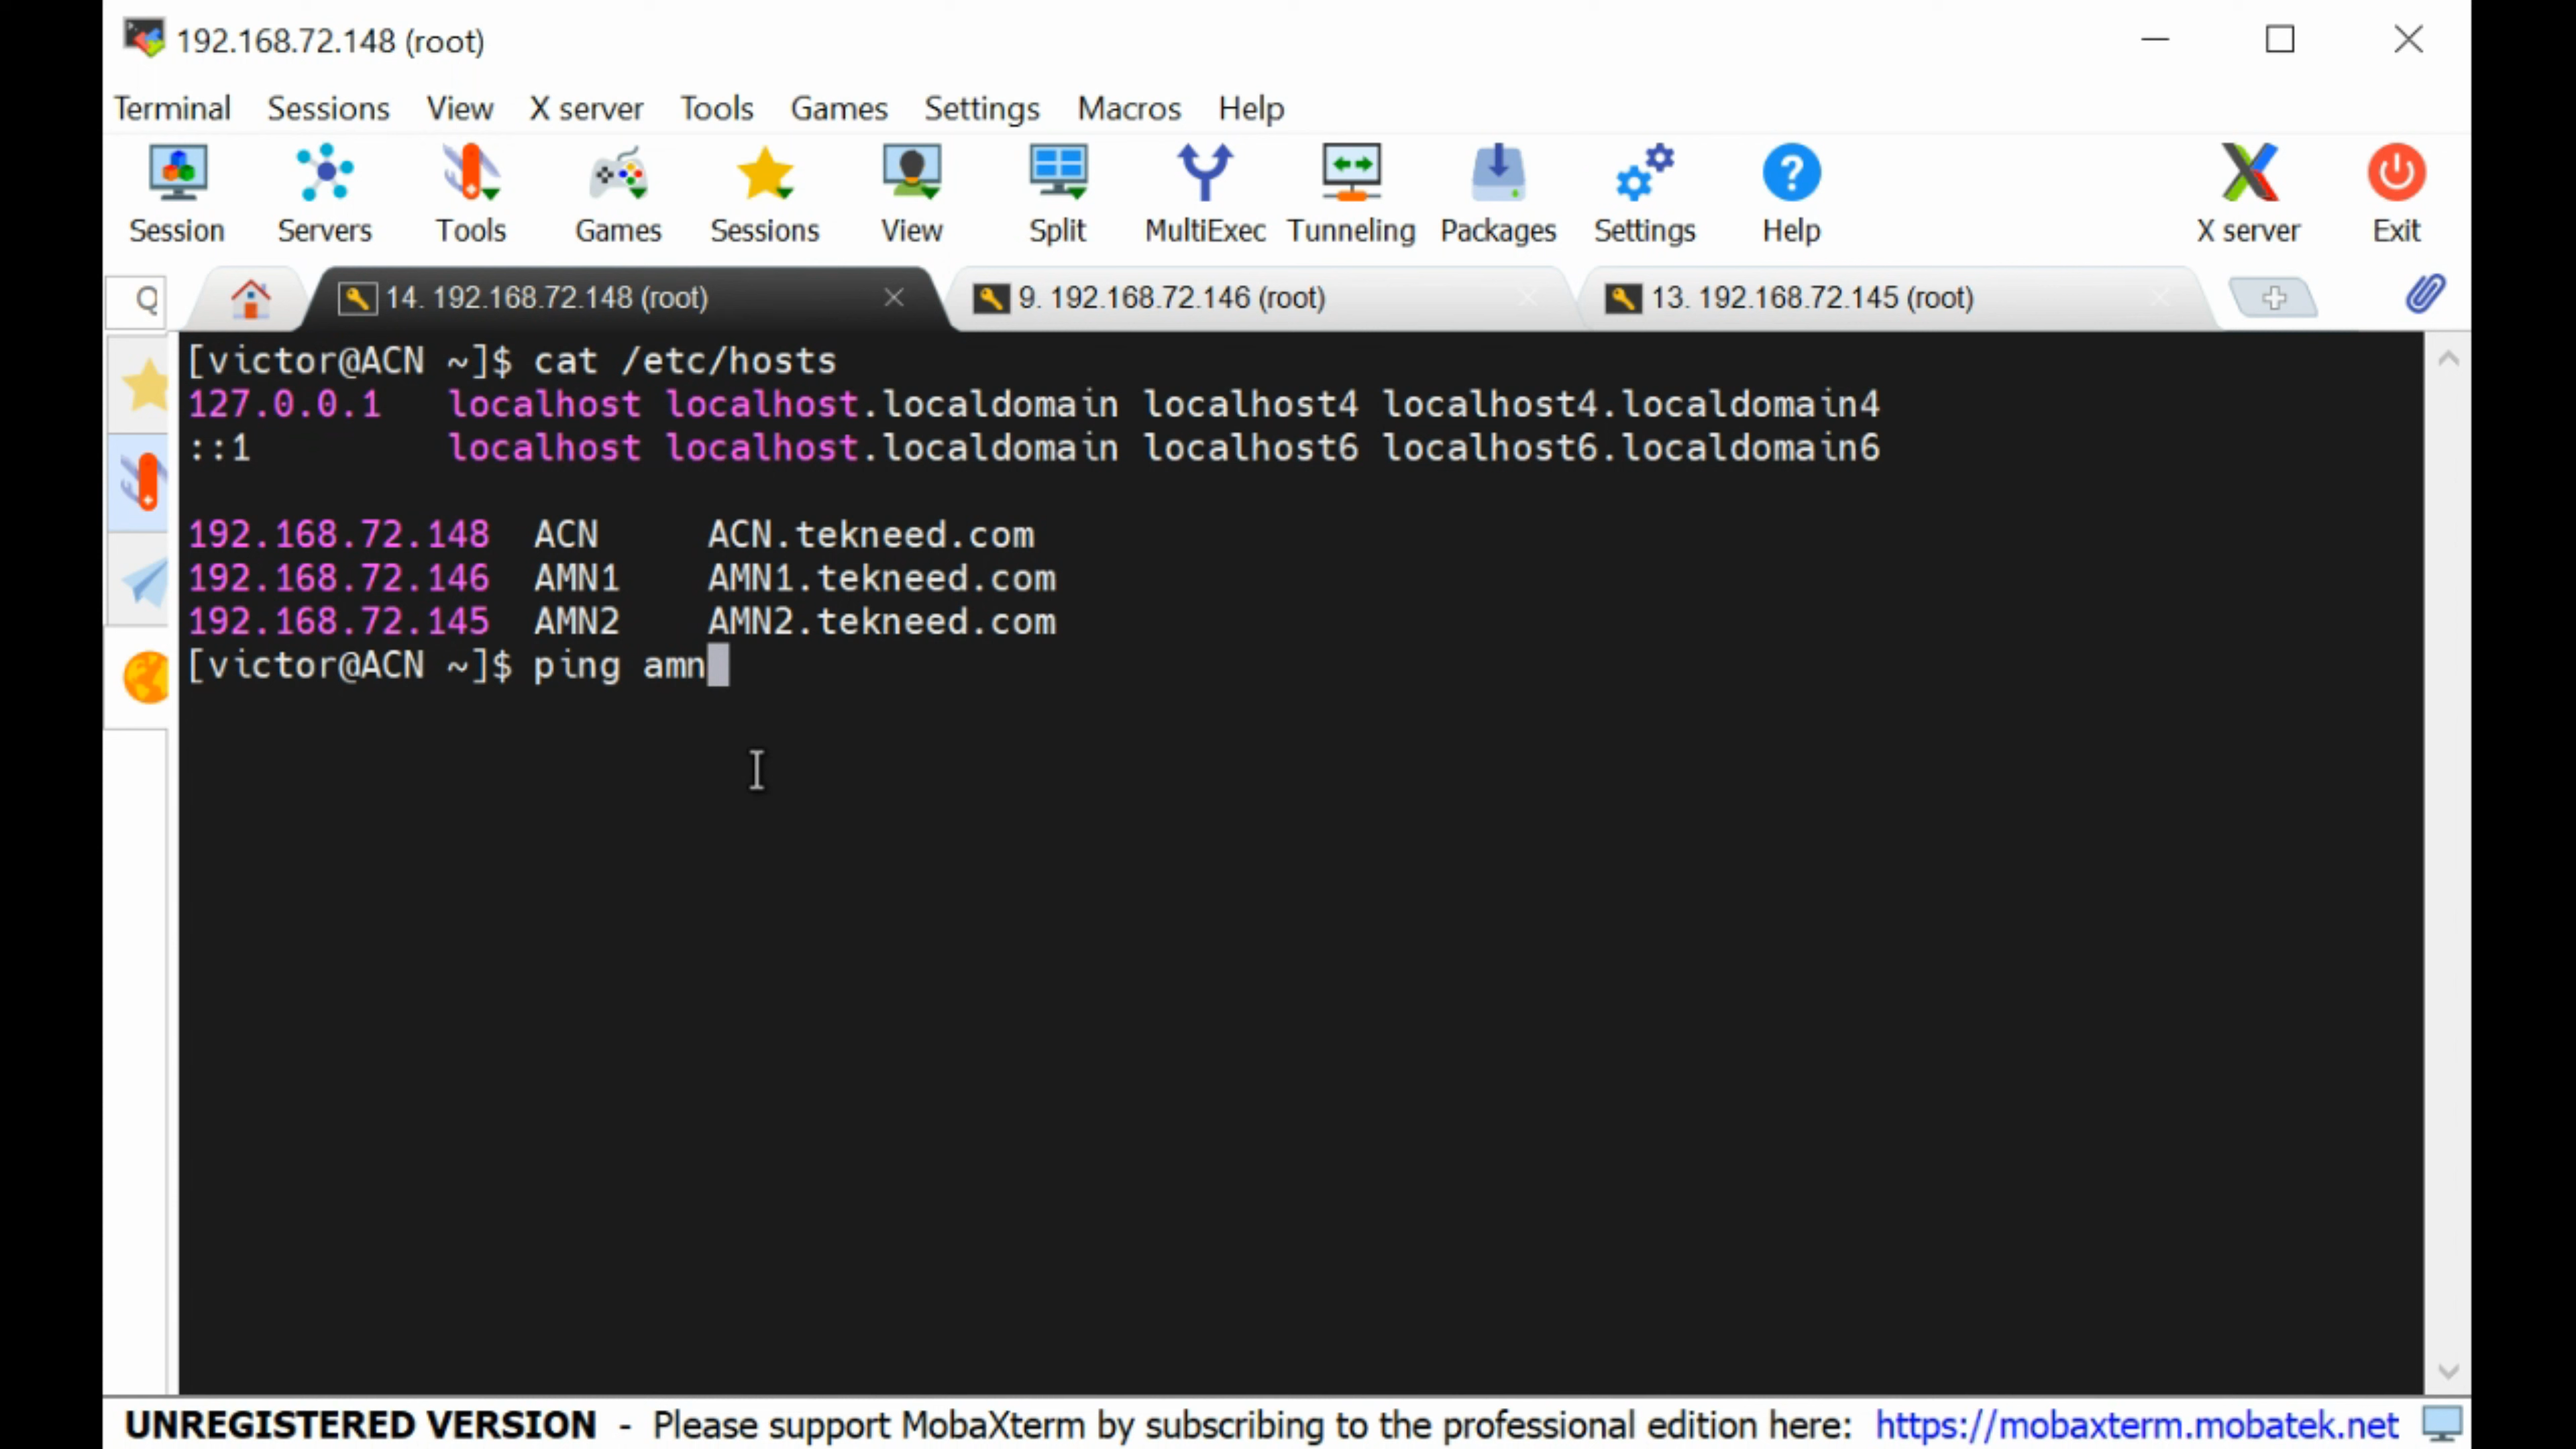 192.168.72.148 (root)
Terminal Sessions View X server Tools Games Settings Macros Help
Session Servers Tools Games Sessions View Split MultiExec Tunneling Packages Settings Help X server Exit
14. 192.168.72.148 (root) 9. 192.168.72.146 (root) 13. 192.168.72.145 (root)
[victor@ACN ~]$ cat /etc/hosts
127.0.0.1   localhost localhost.localdomain localhost4 localhost4.localdomain4
::1         localhost localhost.localdomain localhost6 localhost6.localdomain6
192.168.72.148  ACN     ACN.tekneed.com
192.168.72.146  AMN1    AMN1.tekneed.com
192.168.72.145  AMN2    AMN2.tekneed.com
[victor@ACN ~]$ ping amn
UNREGISTERED VERSION - Please support MobaXterm by subscribing to the professional edition here: https://mobaxterm.mobatek.net